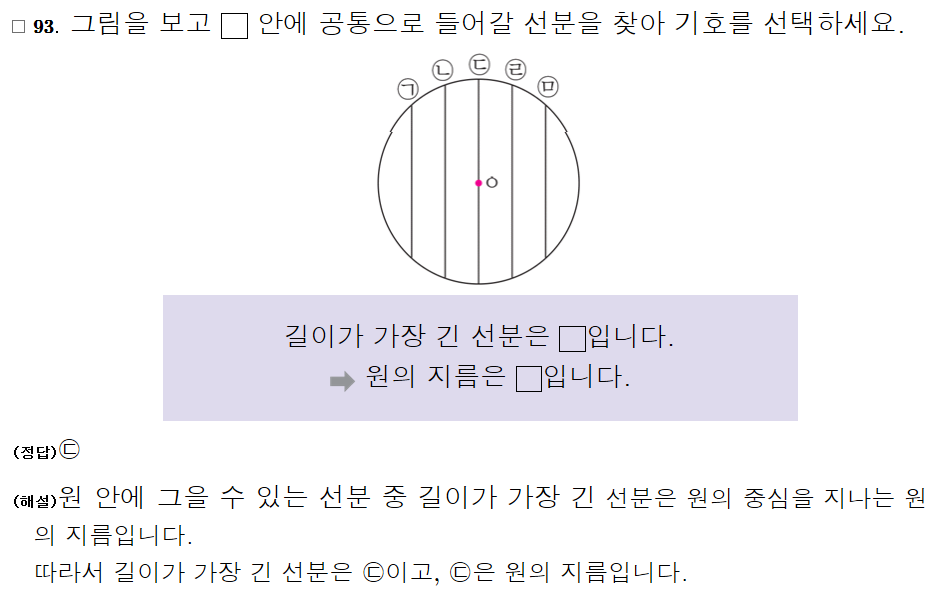 □ 93. 그림을 보고 □ 안에 공통으로 들어갈 선분을 찾아 기호를 선택하세요.
㉠ ㉡ ㉢ ㉣ ㉤
ㅇ
길이가 가장 긴 선분은 □입니다.
➡ 원의 지름은 □입니다.
(정답)㉢
(해설)원 안에 그을 수 있는 선분 중 길이가 가장 긴 선분은 원의 중심을 지나는 원
의 지름입니다.
따라서 길이가 가장 긴 선분은 ㉢이고, ㉢은 원의 지름입니다.